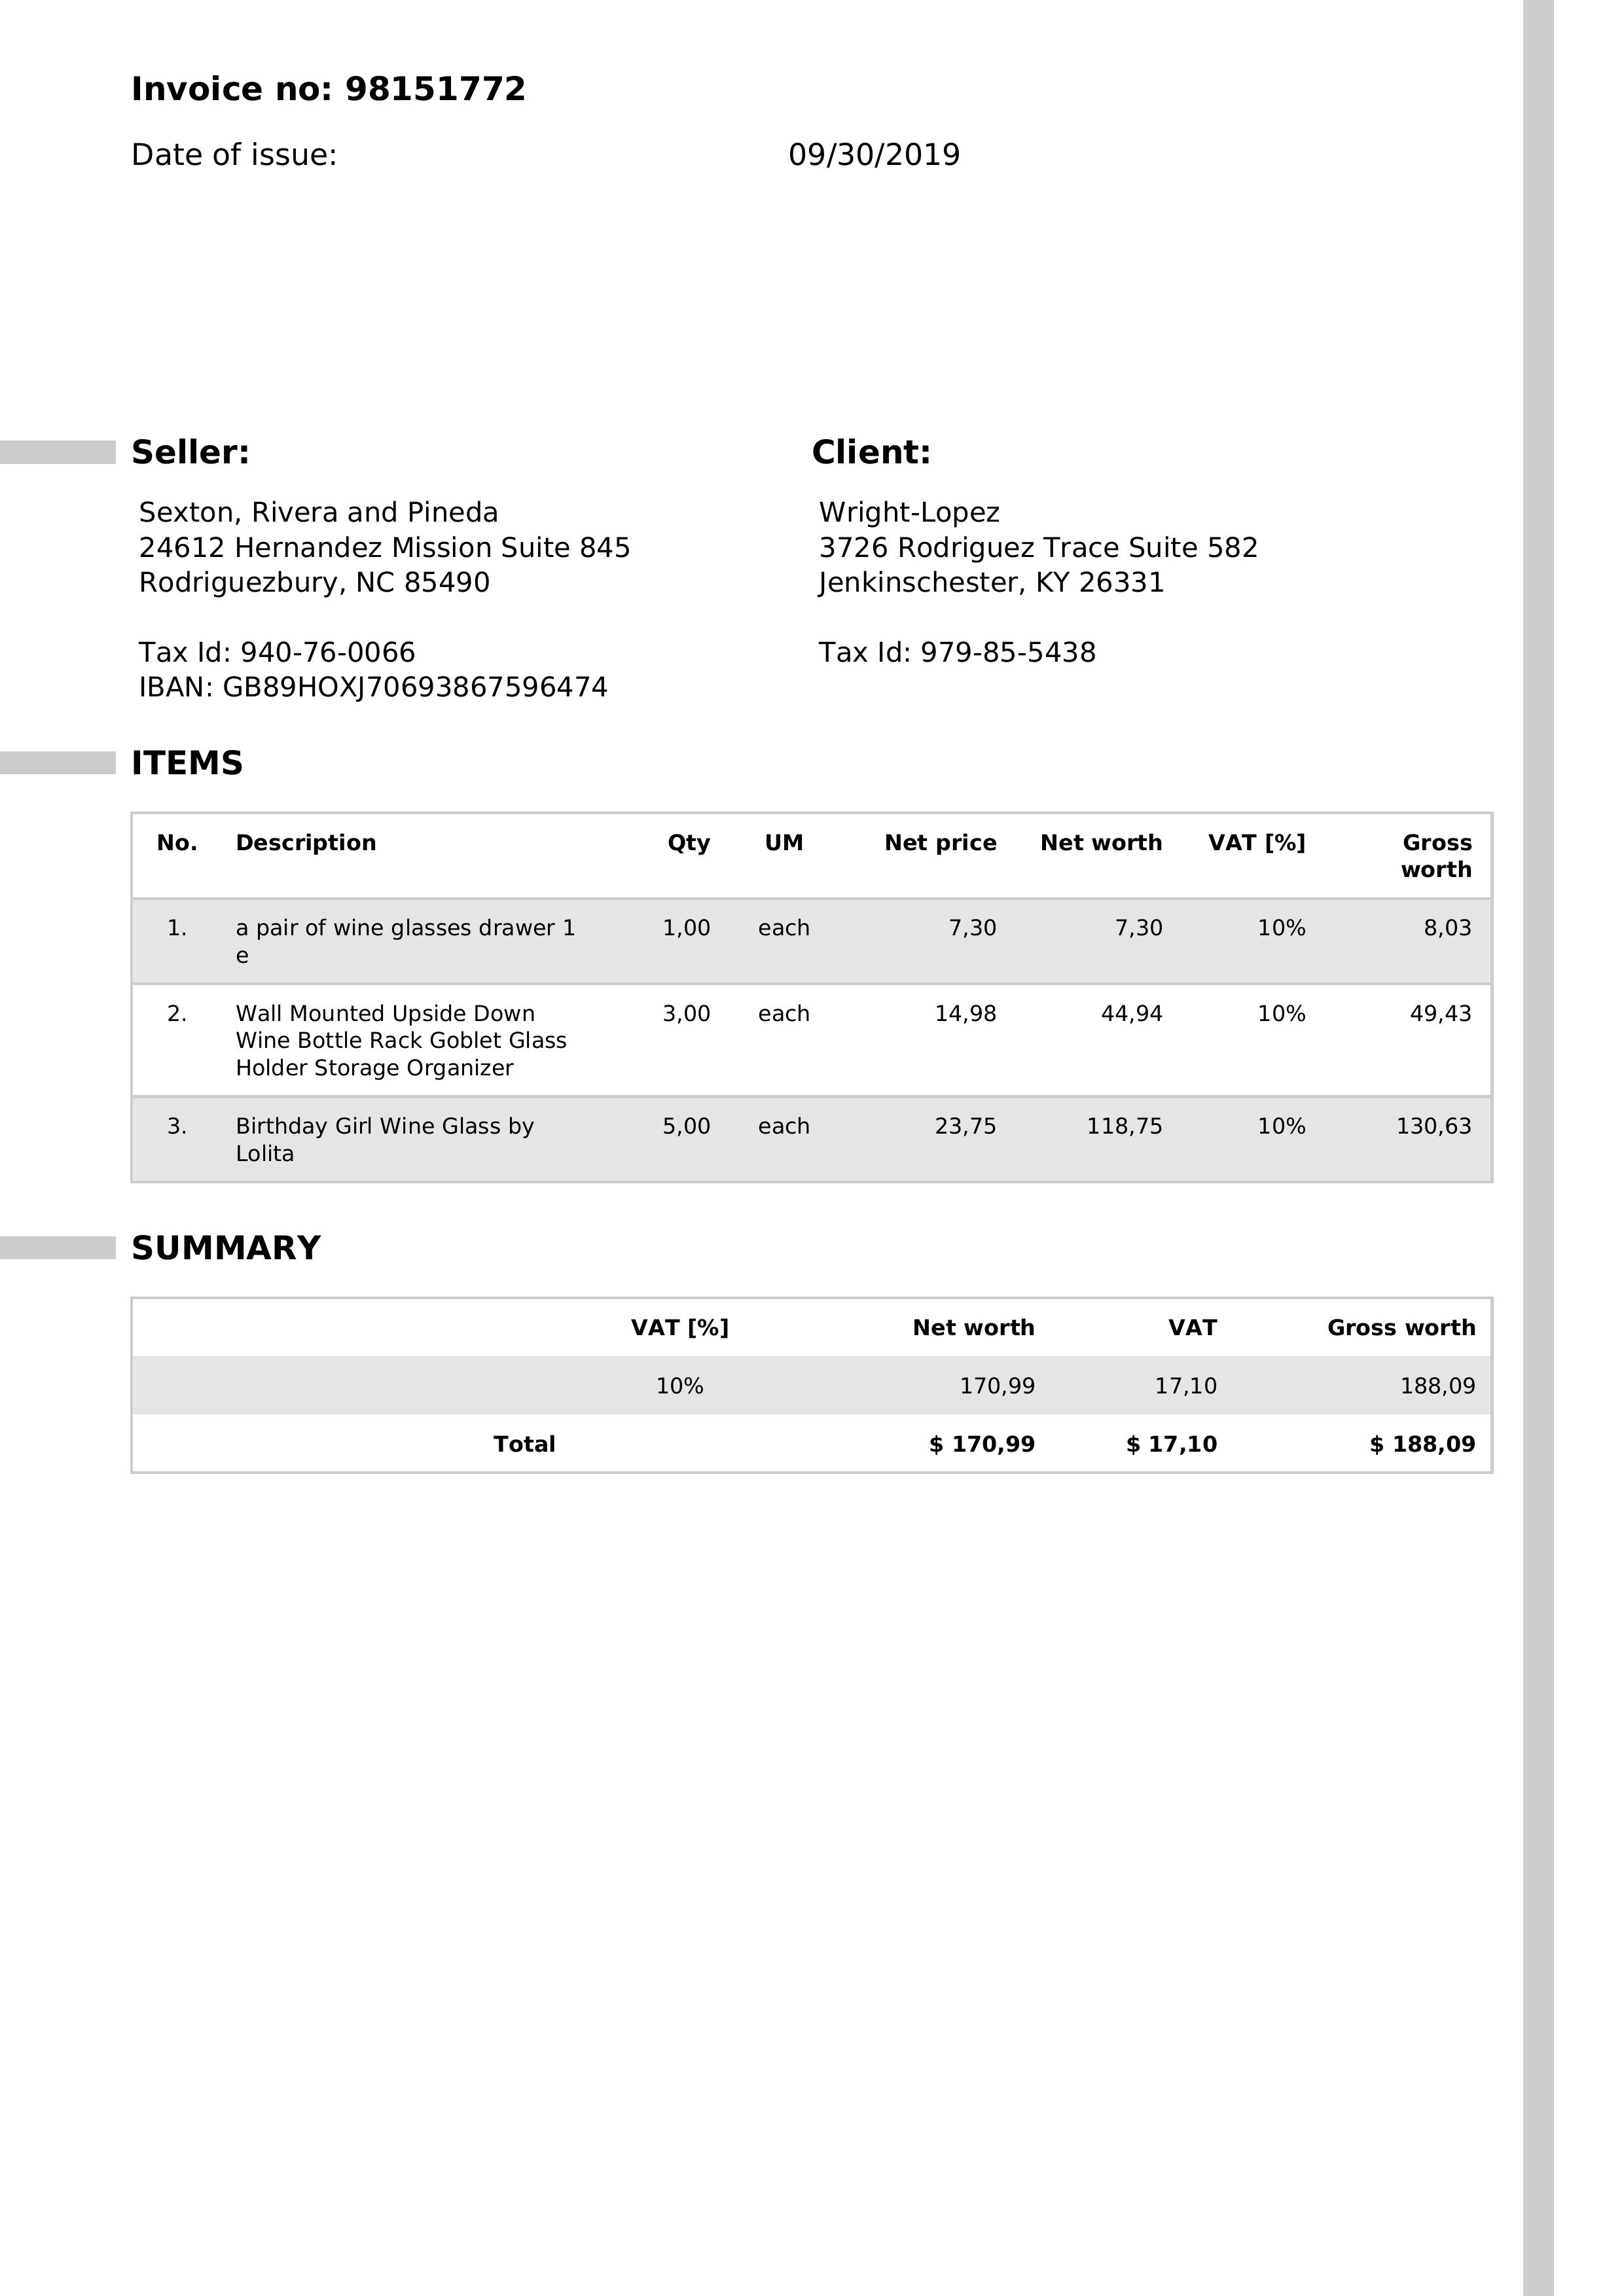 Invoice no: 98151772
Date of issue: 09/30/2019
Seller:
Sexton, Rivera and Pineda
24612 Hernandez Mission Suite 845
Rodriguezbury, NC 85490
Tax Id: 940-76-0066
IBAN: GB89HOXJ70693867596474
Client:
Wright-Lopez
3726 Rodriguez Trace Suite 582
Jenkinschester, KY 26331
Tax Id: 979-85-5438
ITEMS
No. Description Qty UM Net price Net worth VAT [%] Gross
worth
1. a pair of wine glasses drawer 1 1,00 each 7,30 7,30 10% 8,03
e
2. Wall Mounted Upside Down 3,00 each 14,98 44,94 10% 49,43
Wine Bottle Rack Goblet Glass
Holder Storage Organizer
3. Birthday Girl Wine Glass by 5,00 each 23,75 118,75 10% 130,63
Lolita
SUMMARY
VAT [%] Net worth VAT Gross worth
10% 170,99 17,10 188,09
Total $ 170,99 $ 17,10 $ 188,09